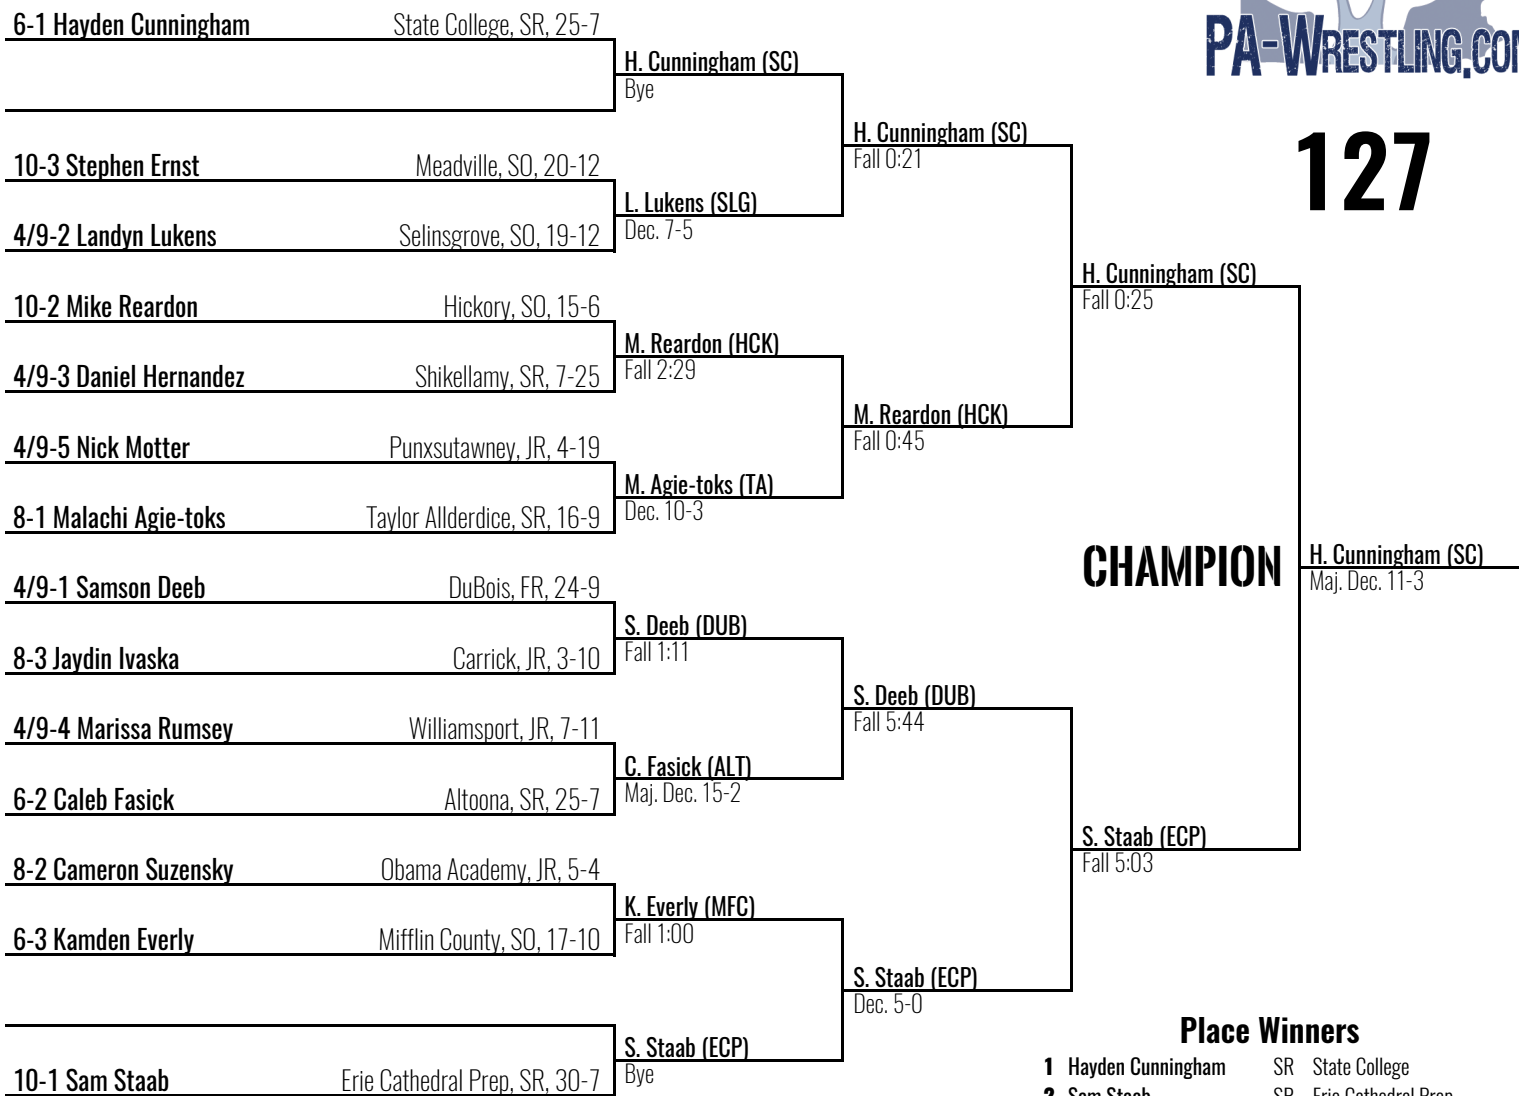 6-1 Hayden Cunningham State College, SR, 25-7
H. Cunningham (SC)
Bye
10-3 Stephen Ernst Meadville, SO, 20-12
4/9-2 Landyn Lukens Selinsgrove, SO, 19-12
L. Lukens (SLG)
Dec. 7-5
H. Cunningham (SC)
Fall 0:21
10-2 Mike Reardon Hickory, SO, 15-6
4/9-3 Daniel Hernandez Shikellamy, SR, 7-25
M. Reardon (HCK)
Fall 2:29
4/9-5 Nick Motter Punxsutawney, JR, 4-19
8-1 Malachi Agie-toks Taylor Allderdice, SR, 16-9
M. Agie-toks (TA)
Dec. 10-3
M. Reardon (HCK)
Fall 0:45
H. Cunningham (SC)
Fall 0:25
4/9-1 Samson Deeb DuBois, FR, 24-9
8-3 Jaydin Ivaska Carrick, JR, 3-10
S. Deeb (DUB)
Fall 1:11
4/9-4 Marissa Rumsey Williamsport, JR, 7-11
6-2 Caleb Fasick Altoona, SR, 25-7
C. Fasick (ALT)
Maj. Dec. 15-2
S. Deeb (DUB)
Fall 5:44
8-2 Cameron Suzensky Obama Academy, JR, 5-4
6-3 Kamden Everly Mifflin County, SO, 17-10
K. Everly (MFC)
Fall 1:00
10-1 Sam Staab Erie Cathedral Prep, SR, 30-7
S. Staab (ECP)
Bye
S. Staab (ECP)
Dec. 5-0
S. Staab (ECP)
Fall 5:03
PA-WRESTLING.COM
127
CHAMPION
H. Cunningham (SC)
Maj. Dec. 11-3
Place Winners
1 Hayden Cunningham SR State College
2 Sam Staab SR Erie Cathedral Prep